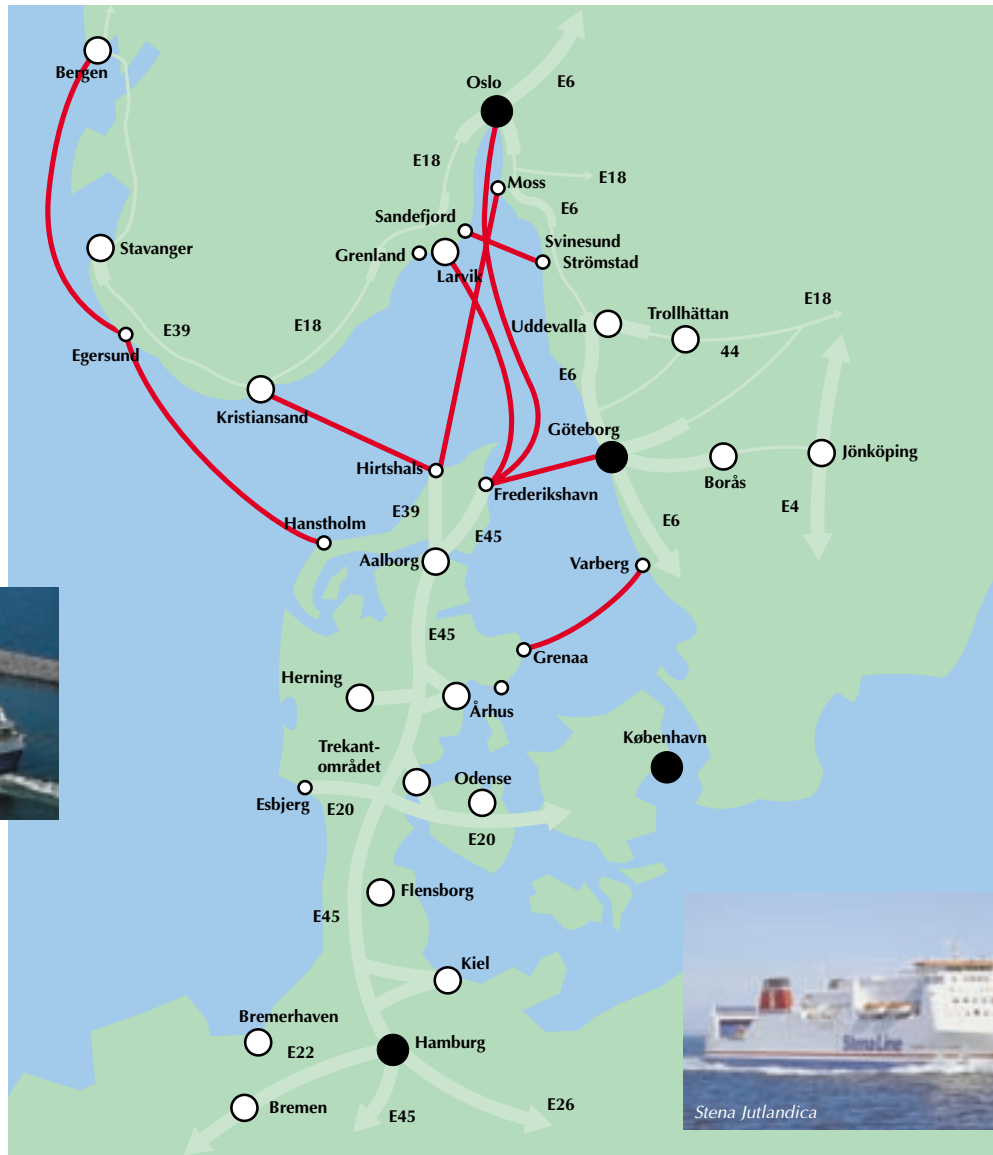 Bergen
Oslo
E6
E18
Moss
E18
Sandefjord
E6
Stavanger
Grenland
Larvik
Svinesund
Strömstad
E39
E18
Uddevalla
Trollhättan
E18
Egersund
44
E6
Kristiansand
Göteborg
Jönköping
Hirtshals
Frederikshavn
Borås
E39
E4
Hanstholm
E45
E6
Aalborg
Varberg
E45
Grenaa
Herning
Århus
København
Trekant-
området
Odense
Esbjerg
E20
E20
Flensborg
E45
Kiel
Bremerhaven
Hamburg
E22
Bremen
E45
E26
Stena Line
Stena Jutlandica